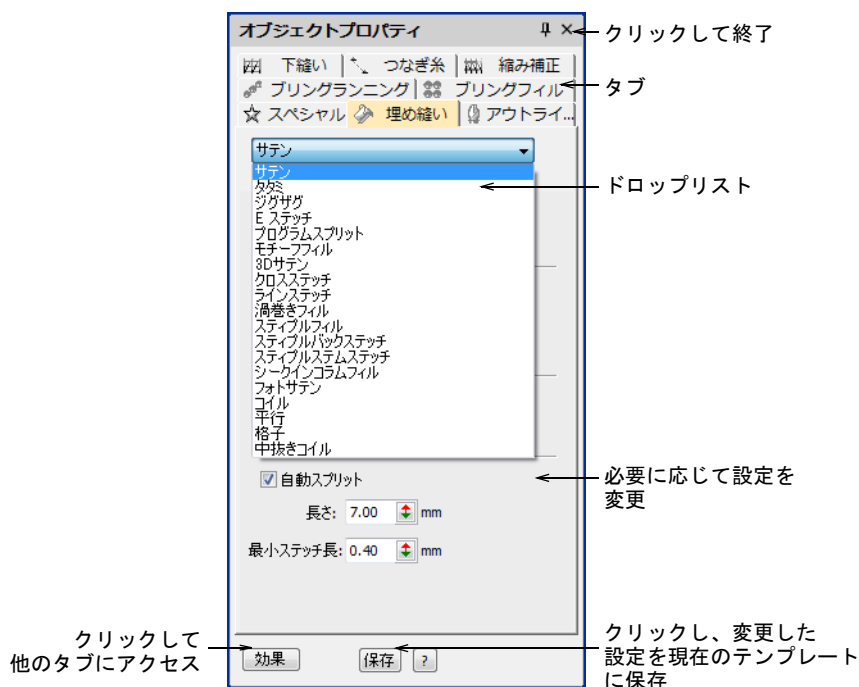 オブジェクトプロパティ
クリックして終了
下縫い
つなぎ糸
縮み補正
ブリングランニング
ブリングフィル
タブ
スペシャル
埋め縫い
アウトライ...
サテン
サテン
タタミ
ドロップリスト
ジグザグ
E ステッチ
プログラムスプリット
モチーフフィル
3Dサテン
クロスステッチ
ラインステッチ
渦巻きフィル
スティプルフィル
スティプルバックステッチ
スティプルステムステッチ
シークインコラムフィル
フォトサテン
コイル
平行
格子
中抜きコイル
自動スプリット
必要に応じて設定を
変更
長さ: 7.00 mm
最小ステッチ長: 0.40 mm
クリックして
他のタブにアクセス
効果
保存
?
クリックし、変更した
設定を現在のテンプレート
に保存